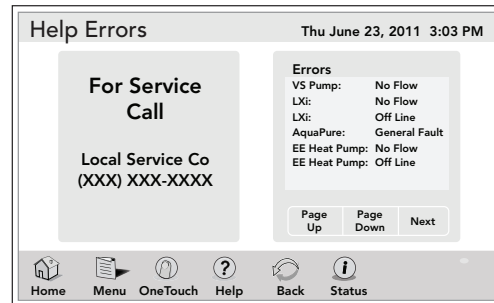 Help Errors
Thu June 23, 2011 3:03 PM
For Service
Call
Local Service Co
(XXX) XXX-XXXX
Errors
VS Pump: No Flow
LXi: No Flow
LXi: Off Line
AquaPure: General Fault
EE Heat Pump: No Flow
EE Heat Pump: Off Line
Page
Up
Page
Down
Next
Home
Menu
OneTouch
?
Help
Back
i
Status